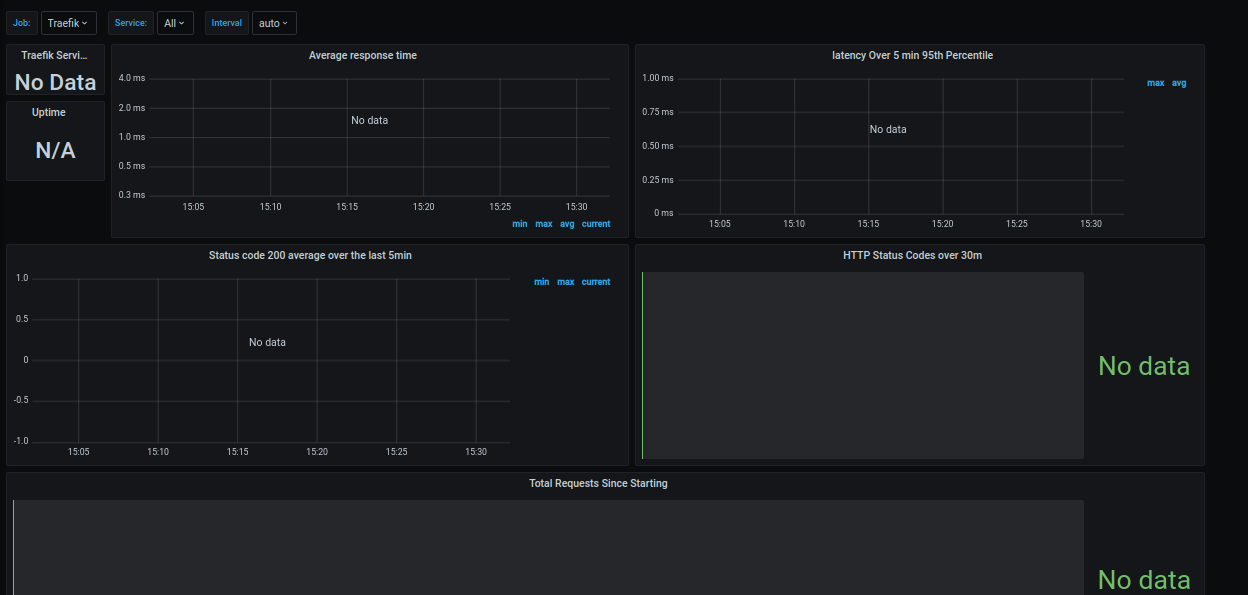 Job: Traefik Service: All Interval auto
Traefik Servi...
No Data
Uptime
N/A
Average response time
4.0 ms
2.0 ms
1.0 ms
0.5 ms
0.3 ms
No data
15:05 15:10 15:15 15:20 15:25 15:30
min max avg current
latency Over 5 min 95th Percentile
1.00 ms
0.75 ms
0.50 ms
0.25 ms
0 ms
No data
15:05 15:10 15:15 15:20 15:25 15:30
max avg
Status code 200 average over the last 5min
1.0
0.5
0
-0.5
-1.0
No data
15:05 15:10 15:15 15:20 15:25 15:30
min max current
HTTP Status Codes over 30m
No data
Total Requests Since Starting
No data